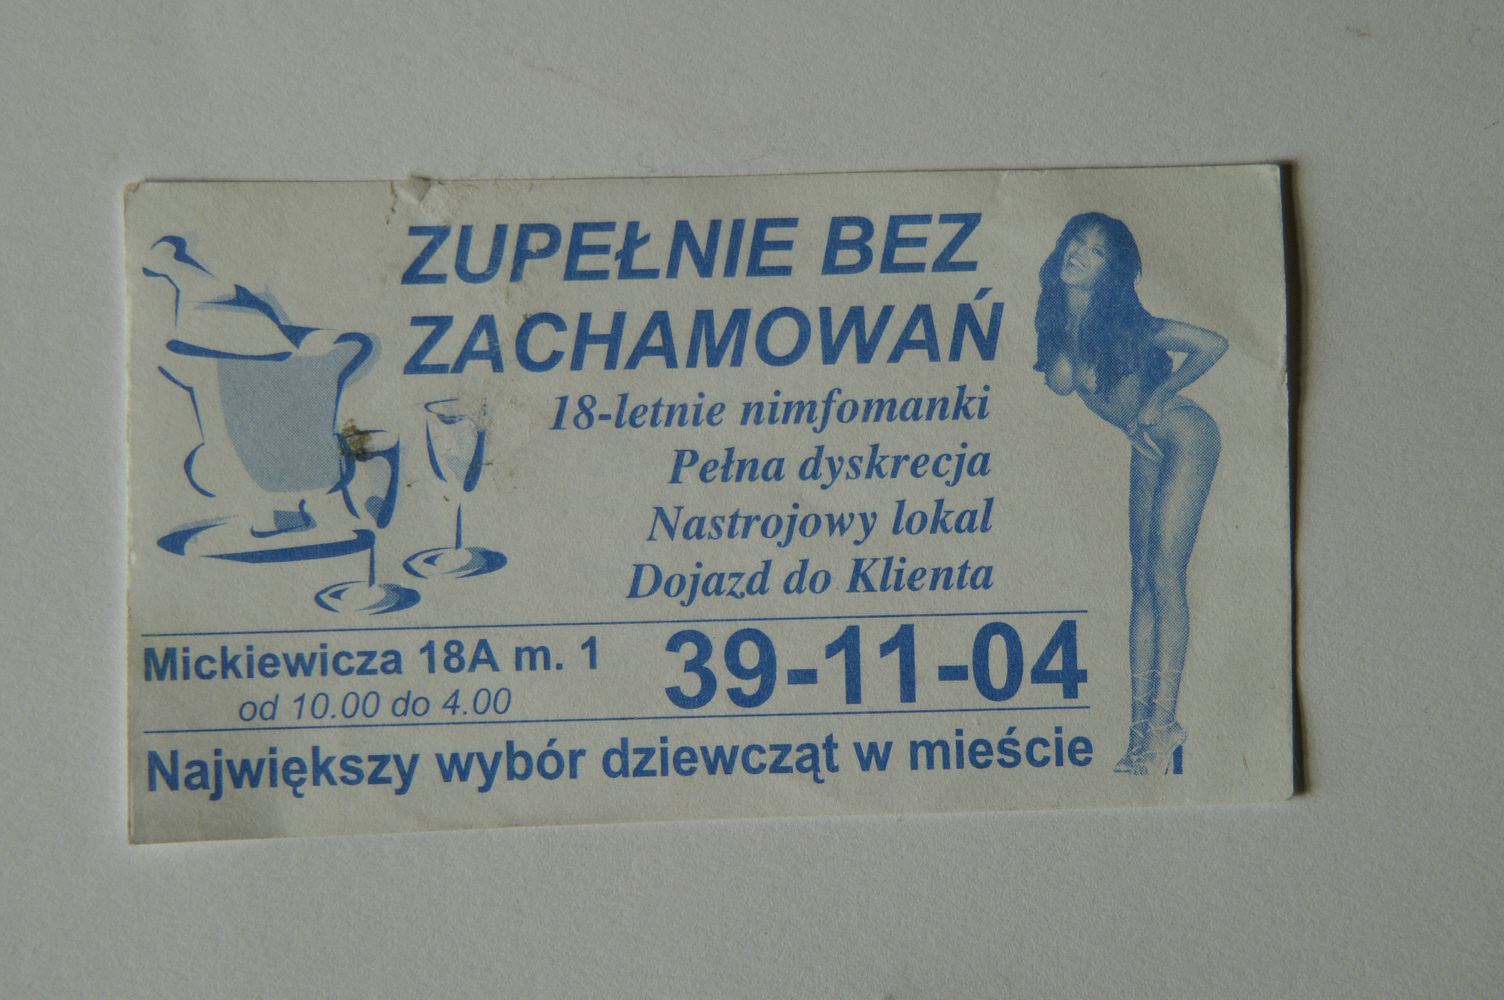 ZUPEŁNIE BEZ
ZACHAMOWAŃ
18-letnie nimfomanki
Pełna dyskrecja
Nastrojowy lokal
Dojazd do Klienta
Mickiewicza 18A m. 1
od 10.00 do 4.00
39-11-04
Największy wybór dziewcząt w mieście